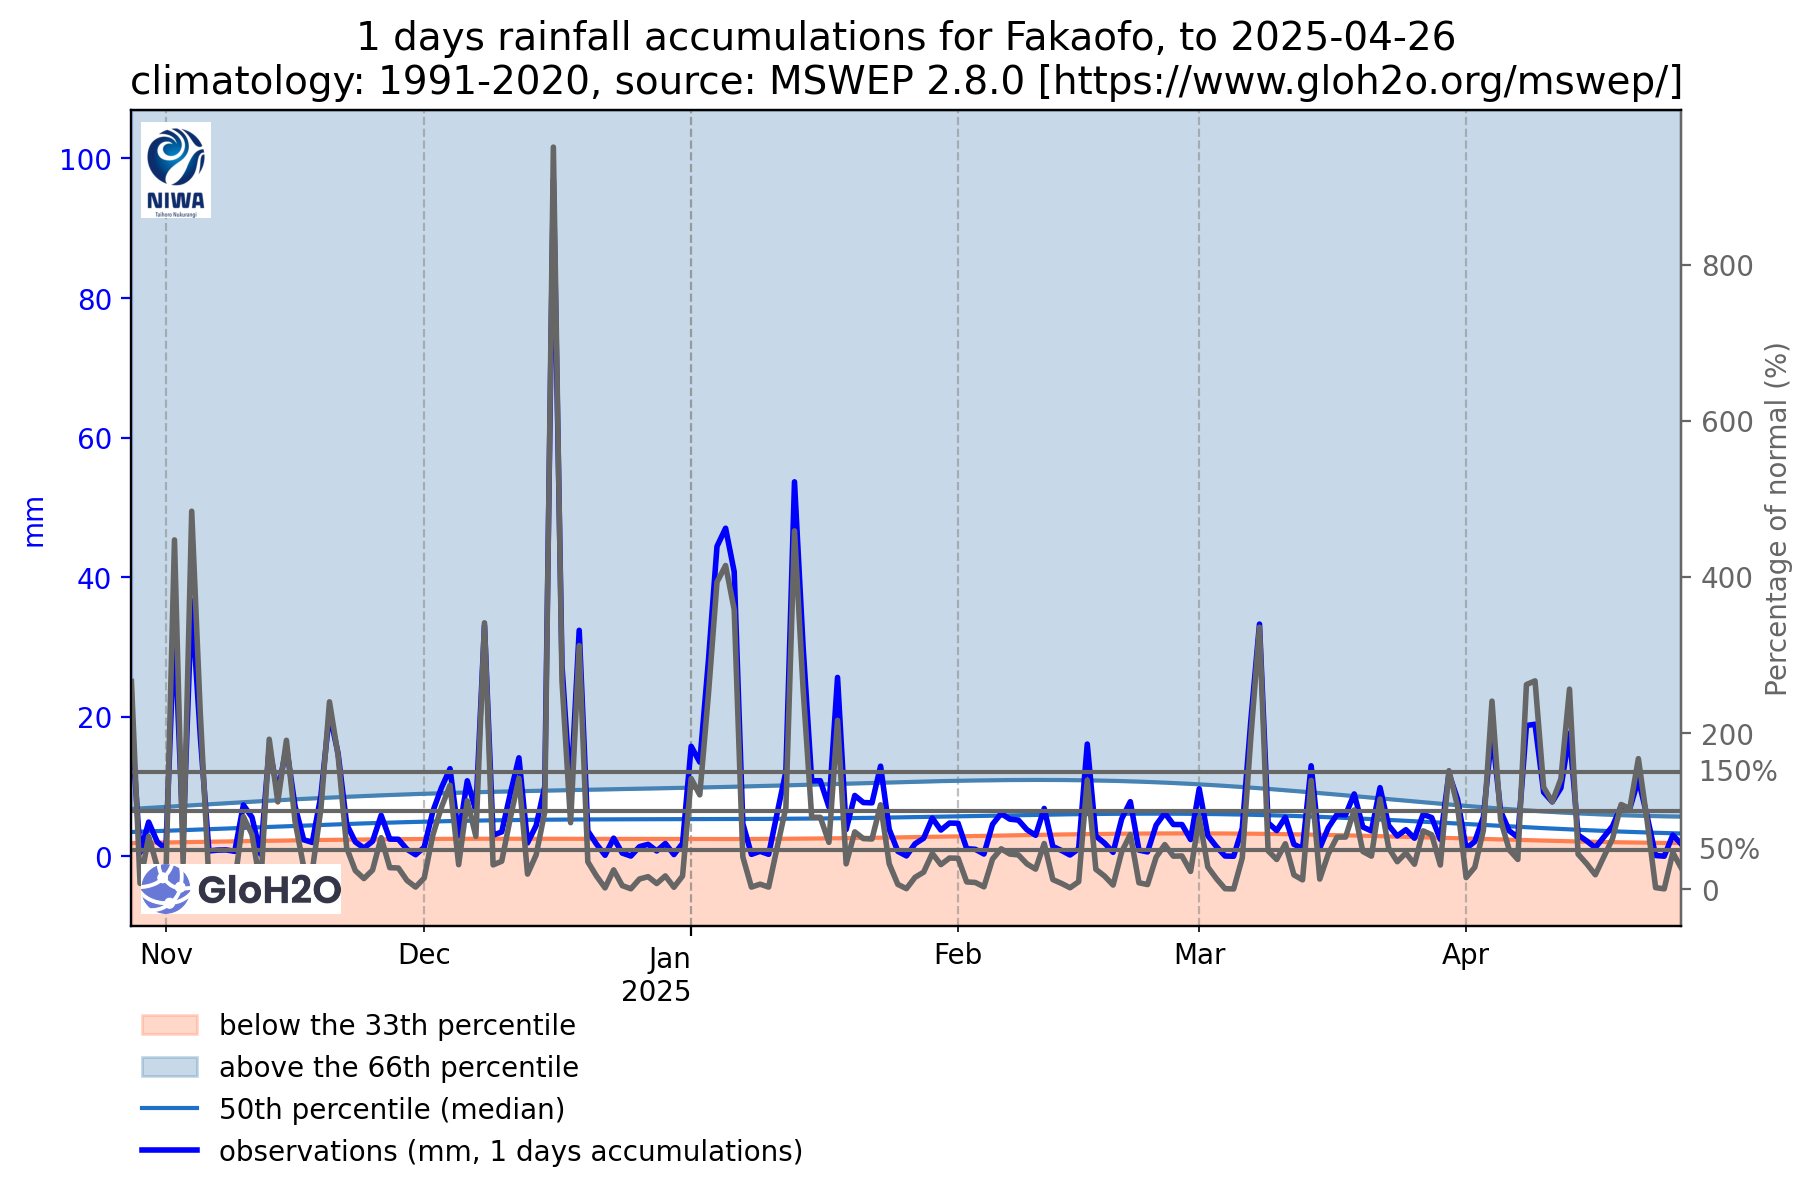 1 days rainfall accumulations for Fakaofo, to 2025-04-26
climatology: 1991-2020, source: MSWEP 2.8.0 [https://www.gloh2o.org/mswep/]
NIWA
Taihoro Nukurangi
100
80
60
40
20
0
mm
800
600
400
200
150%
50%
0
Percentage of normal (%)
GloH2O
Nov
Dec
Jan
2025
Feb
Mar
Apr
below the 33th percentile
above the 66th percentile
50th percentile (median)
observations (mm, 1 days accumulations)